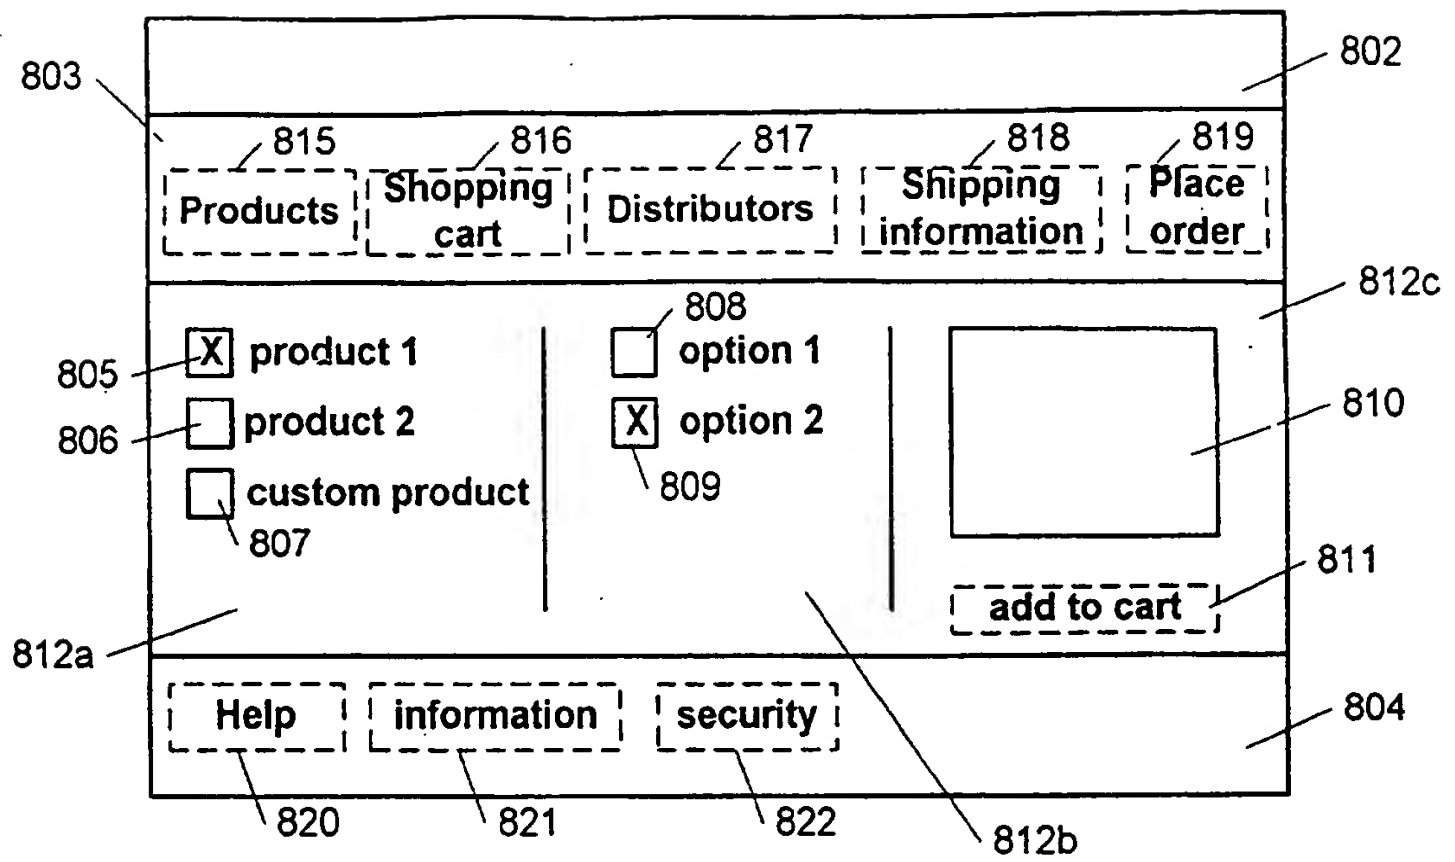 803
802
815
816
817
818
819
Products
Shopping
cart
Distributors
Shipping
information
Place
order
812c
808
805
X product 1
option 1
810
806
product 2
X option 2
809
custom product
807
811
add to cart
812a
Help
information
security
804
820
821
822
812b